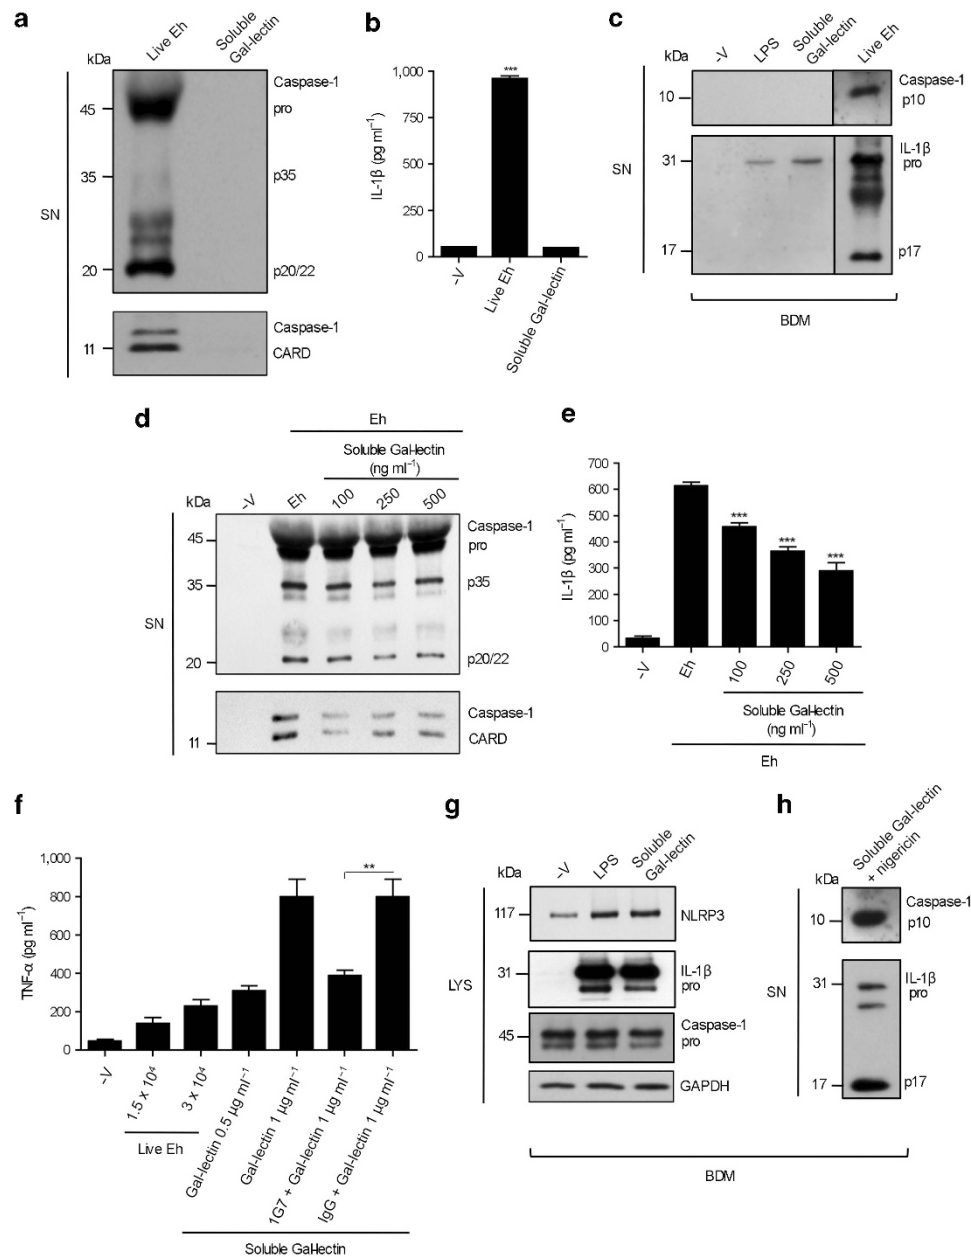 a
kDa
Live Eh
Soluble
Gal-lectin
Caspase-1
45
pro
35
p35
SN
20
p20/22
Caspase-1
11
CARD
b
***
1,000
750
500
250
0
IL-1β (pg ml⁻¹)
–V
Live Eh
Soluble Gal-lectin
c
kDa
–V
LPS
Soluble
Gal-lectin
Live Eh
Caspase-1
10
p10
IL-1β
31
pro
SN
17
p17
BDM
d
Eh
Soluble Gal-lectin
(ng ml⁻¹)
kDa
–V
Eh
100
250
500
Caspase-1
45
pro
35
p35
SN
20
p20/22
Caspase-1
11
CARD
e
700
600
500
400
300
200
100
0
IL-1β (pg ml⁻¹)
***
***
***
–V
Eh
100
250
500
Soluble Gal-lectin
(ng ml⁻¹)
Eh
f
1,000
800
600
400
200
0
TNF-α (pg ml⁻¹)
**
–V
1.5 x 10⁴
3 x 10⁴
Gal-lectin 0.5 µg ml⁻¹
Gal-lectin 1 µg ml⁻¹
1G7 + Gal-lectin 1 µg ml⁻¹
IgG + Gal-lectin 1 µg ml⁻¹
Live Eh
Soluble Gal-lectin
g
kDa
–V
LPS
Soluble
Gal-lectin
117
NLRP3
31
IL-1β
pro
LYS
Caspase-1
45
pro
GAPDH
BDM
h
Soluble Gal-lectin
+ nigericin
kDa
Caspase-1
10
p10
IL-1β
31
pro
SN
17
p17